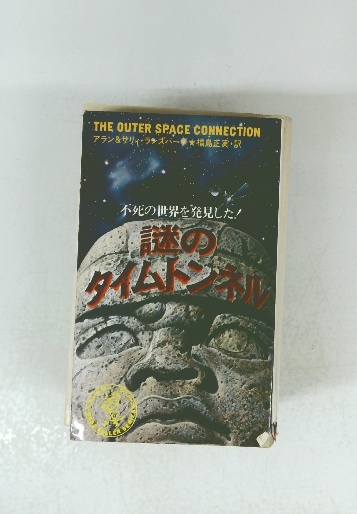 THE OUTER SPACE CONNECTION
アラン&サリィ・ランズバーグ★福島正実・訳
不死の世界を発見した!
謎の
タイムトンネル